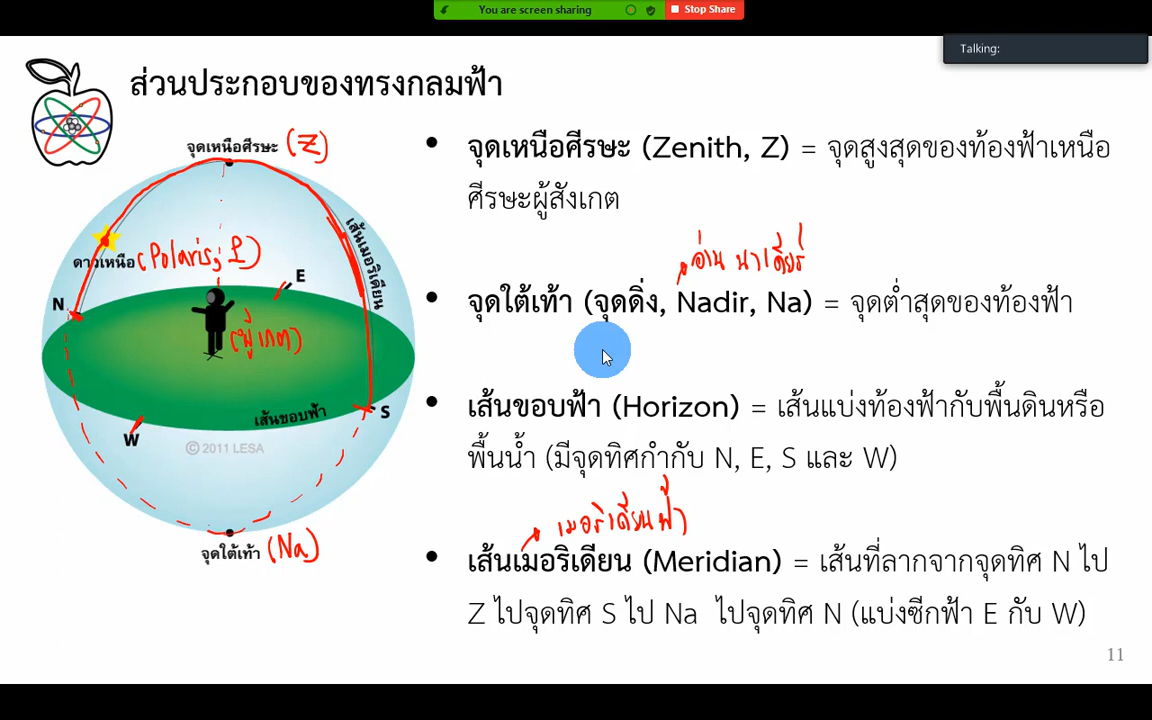 You are screen sharing
Stop Share
Talking:
ส่วนประกอบของทรงกลมฟ้า
จุดเหนือศีรษะ (Z)
ดาวเหนือ (Polaris,
เส้นเมอริเดียน
N
E
S
W
เส้นขอบฟ้า
© 2011 LESA
จุดใต้เท้า (Na)
• จุดเหนือศีรษะ (Zenith, Z) = จุดสูงสุดของท้องฟ้าเหนือ
ศีรษะผู้สังเกต
อ่าน นาเดียร์
• จุดใต้เท้า (จุดดิ่ง, Nadir, Na) = จุดต่ำสุดของท้องฟ้า
• เส้นขอบฟ้า (Horizon) = เส้นแบ่งท้องฟ้ากับพื้นดินหรือ
พื้นน้ำ (มีจุดทิศกำกับ N, E, S และ W)
เมอริเดียนฟ้า
• เส้นเมอริเดียน (Meridian) = เส้นที่ลากจากจุดทิศ N ไป
Z ไปจุดทิศ S ไป Na ไปจุดทิศ N (แบ่งซีกฟ้า E กับ W)
11